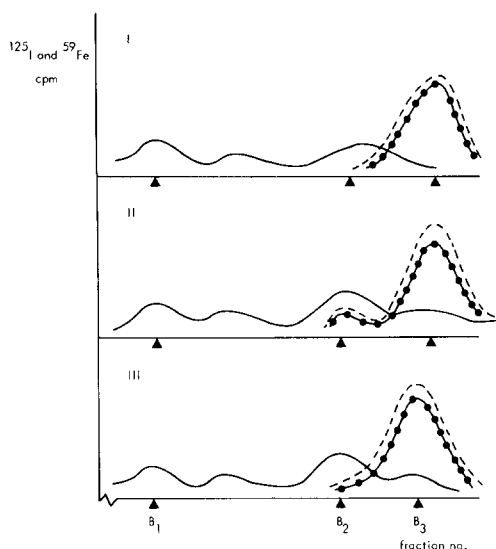 ¹²⁵I and ⁵⁹Fe
cpm
I
II
III
B₁ B₂ B₃
fraction no.